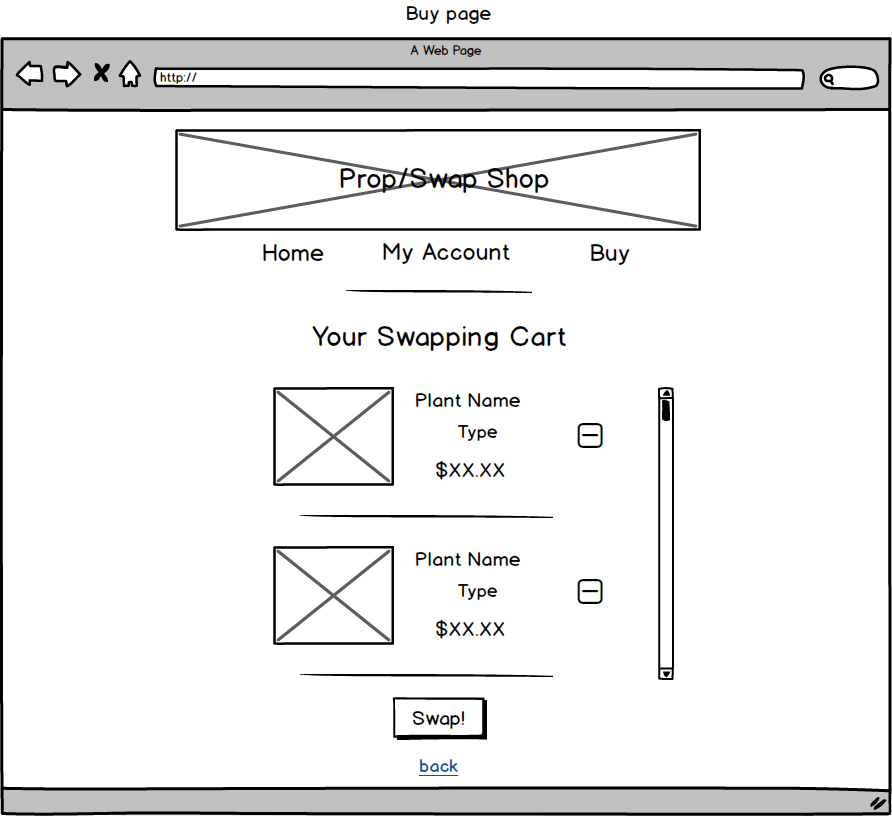 Buy page
A Web Page
http://
Prop/Swap Shop
Home My Account Buy
Your Swapping Cart
Plant Name
Type
$XX.XX
Plant Name
Type
$XX.XX
Swap!
back